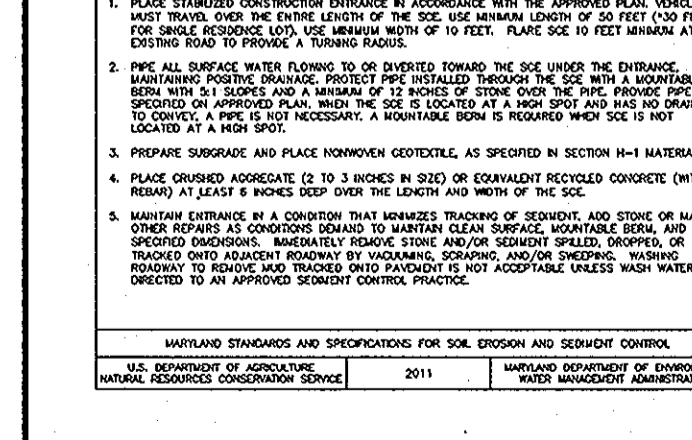 1. PLACE STABILIZED CONSTRUCTION ENTRANCE IN ACCORDANCE WITH THE APPROVED PLAN. VEHICL
MUST TRAVEL OVER THE ENTIRE LENGTH OF THE SCE. USE MINIMUM LENGTH OF 50 FEET (*30 F
FOR SINGLE RESIDENCE LOT). USE MINIMUM WIDTH OF 10 FEET. FLARE SCE 10 FEET MINIMUM AT
EXISTING ROAD TO PROVIDE A TURNING RADIUS.
2. PIPE ALL SURFACE WATER FLOWING TO OR DIVERTED TOWARD THE SCE UNDER THE ENTRANCE,
MAINTAINING POSITIVE DRAINAGE. PROTECT PIPE INSTALLED THROUGH THE SCE WITH A MOUNTABL
BERM WITH 5:1 SLOPES AND A MINIMUM OF 12 INCHES OF STONE OVER THE PIPE. PROVIDE PIPE
SPECIFIED ON APPROVED PLAN. WHEN THE SCE IS LOCATED AT A HIGH SPOT AND HAS NO DRAI
TO CONVEY, A PIPE IS NOT NECESSARY. A MOUNTABLE BERM IS REQUIRED WHEN SCE IS NOT
LOCATED AT A HIGH SPOT.
3. PREPARE SUBGRADE AND PLACE NONWOVEN GEOTEXTILE, AS SPECIFIED IN SECTION H-1 MATERIA
4. PLACE CRUSHED AGGREGATE (2 TO 3 INCHES IN SIZE) OR EQUIVALENT RECYCLED CONCRETE (WIT
REBAR) AT LEAST 6 INCHES DEEP OVER THE LENGTH AND WIDTH OF THE SCE.
5. MAINTAIN ENTRANCE IN A CONDITION THAT MINIMIZES TRACKING OF SEDIMENT. ADD STONE OR MA
OTHER REPAIRS AS CONDITIONS DEMAND TO MAINTAIN CLEAN SURFACE, MOUNTABLE BERM, AND
SPECIFIED DIMENSIONS. IMMEDIATELY REMOVE STONE AND/OR SEDIMENT SPILLED, DROPPED, OR
TRACKED ONTO ADJACENT ROADWAY BY VACUUMING, SCRAPING, AND/OR SWEEPING. WASHING
ROADWAY TO REMOVE MUD TRACKED ONTO PAVEMENT IS NOT ACCEPTABLE UNLESS WASH WATER
DIRECTED TO AN APPROVED SEDIMENT CONTROL PRACTICE.
MARYLAND STANDARDS AND SPECIFICATIONS FOR SOIL EROSION AND SEDIMENT CONTROL
U.S. DEPARTMENT OF AGRICULTURE
NATURAL RESOURCES CONSERVATION SERVICE
2011
MARYLAND DEPARTMENT OF ENVIRO
WATER MANAGEMENT ADMINISTRA